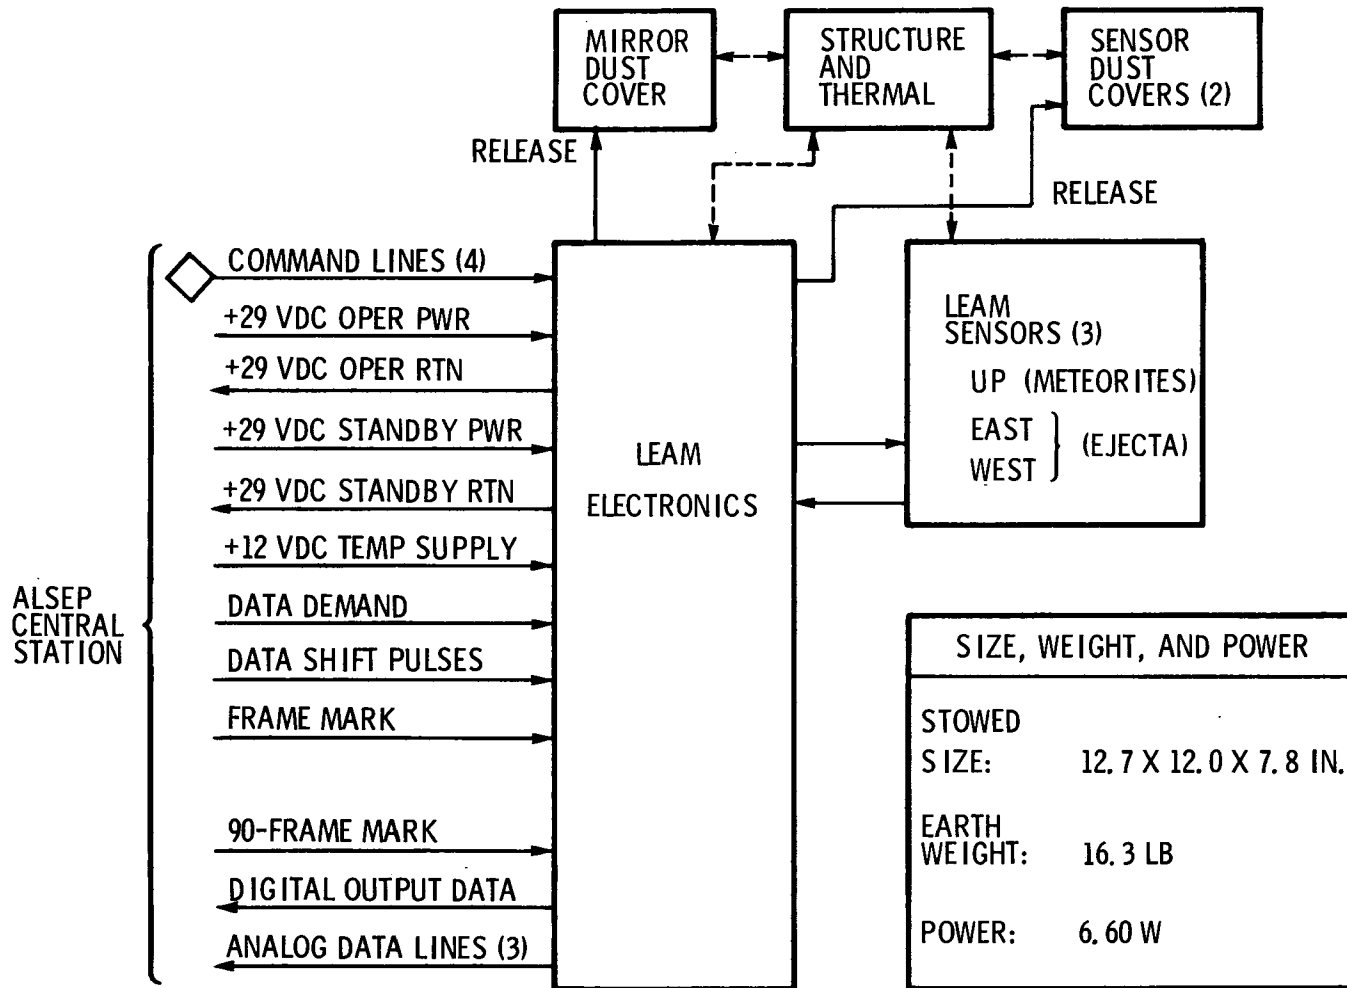 MIRROR
DUST
COVER
STRUCTURE
AND
THERMAL
SENSOR
DUST
COVERS (2)
RELEASE
RELEASE
ALSEP
CENTRAL
STATION
COMMAND LINES (4)
+29 VDC OPER PWR
+29 VDC OPER RTN
+29 VDC STANDBY PWR
+29 VDC STANDBY RTN
+12 VDC TEMP SUPPLY
DATA DEMAND
DATA SHIFT PULSES
FRAME MARK
90-FRAME MARK
DIGITAL OUTPUT DATA
ANALOG DATA LINES (3)
LEAM
ELECTRONICS
LEAM
SENSORS (3)
UP (METEORITES)
EAST
WEST
(EJECTA)
SIZE, WEIGHT, AND POWER
STOWED
SIZE: 12.7 X 12.0 X 7.8 IN.
EARTH
WEIGHT: 16.3 LB
POWER: 6.60 W